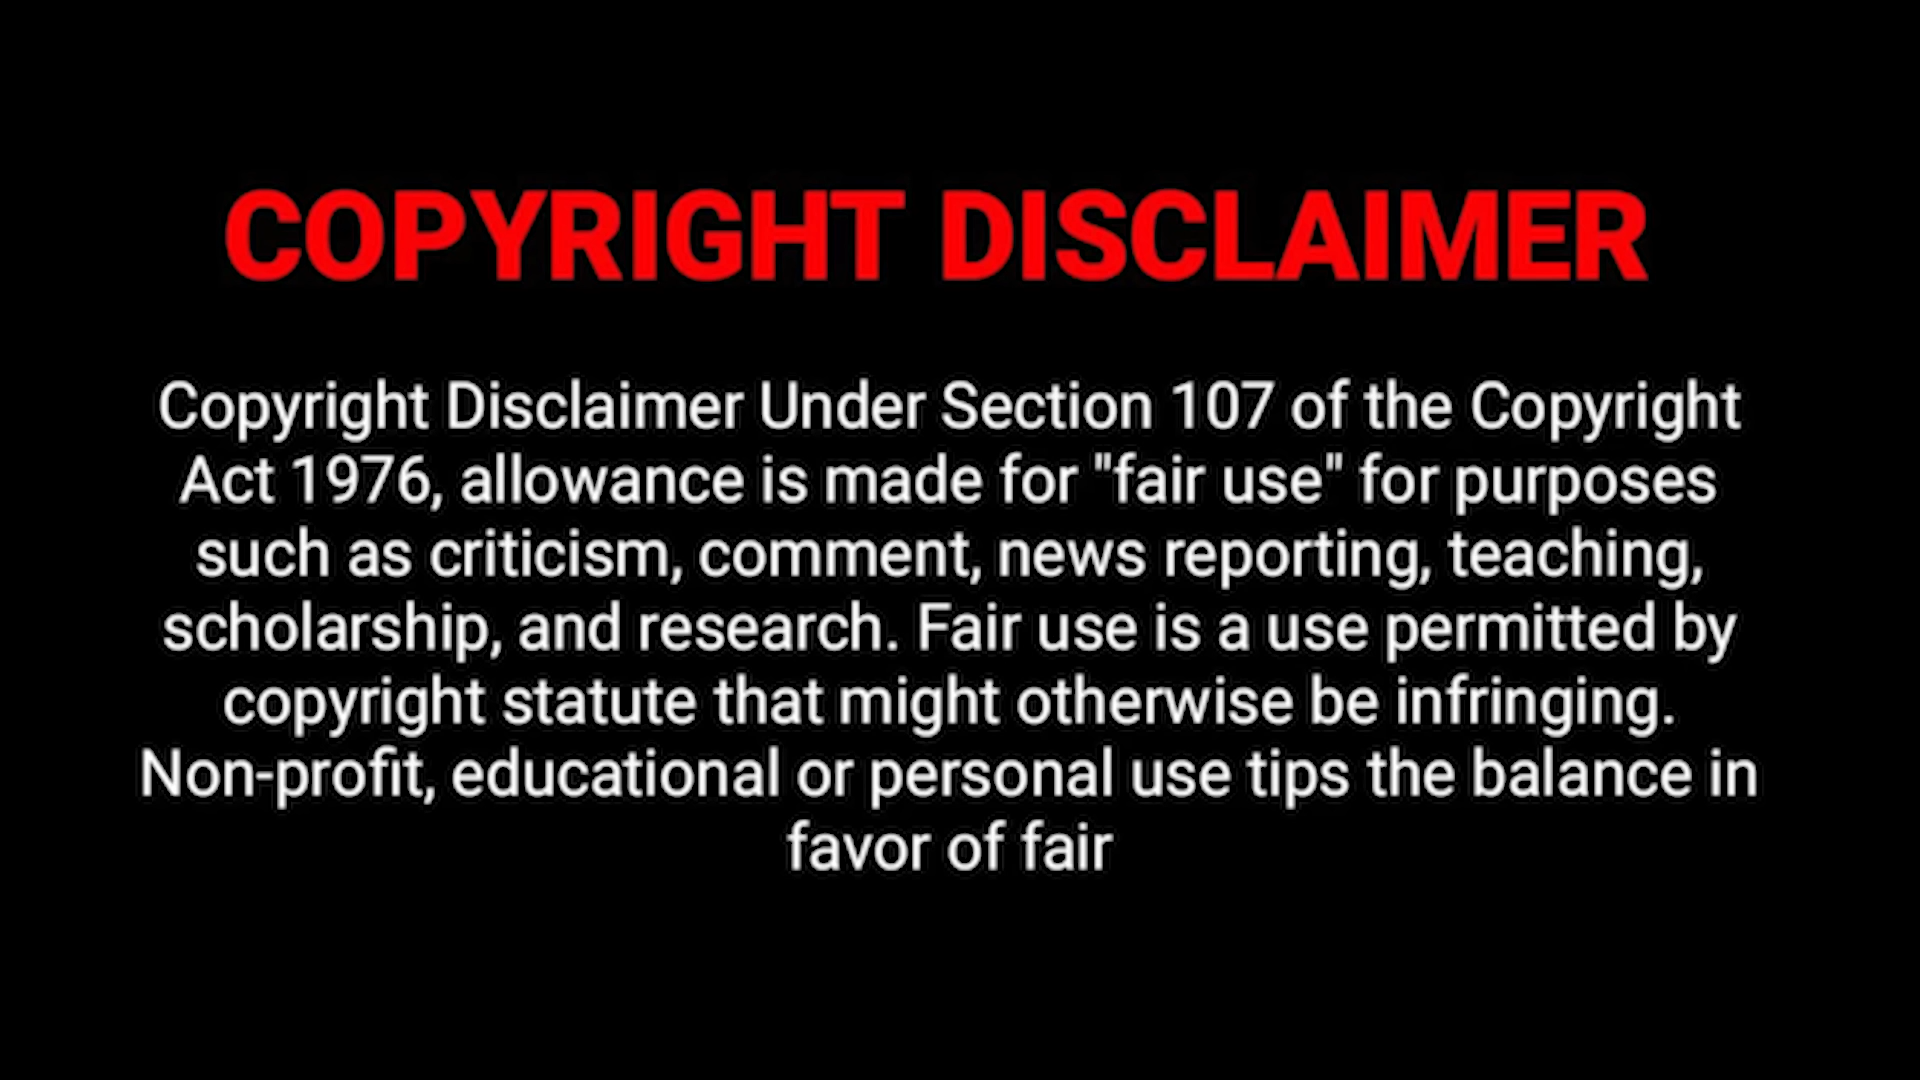 COPYRIGHT DISCLAIMER
Copyright Disclaimer Under Section 107 of the Copyright
Act 1976, allowance is made for "fair use" for purposes
such as criticism, comment, news reporting, teaching,
scholarship, and research. Fair use is a use permitted by
copyright statute that might otherwise be infringing.
Non-profit, educational or personal use tips the balance in
favor of fair